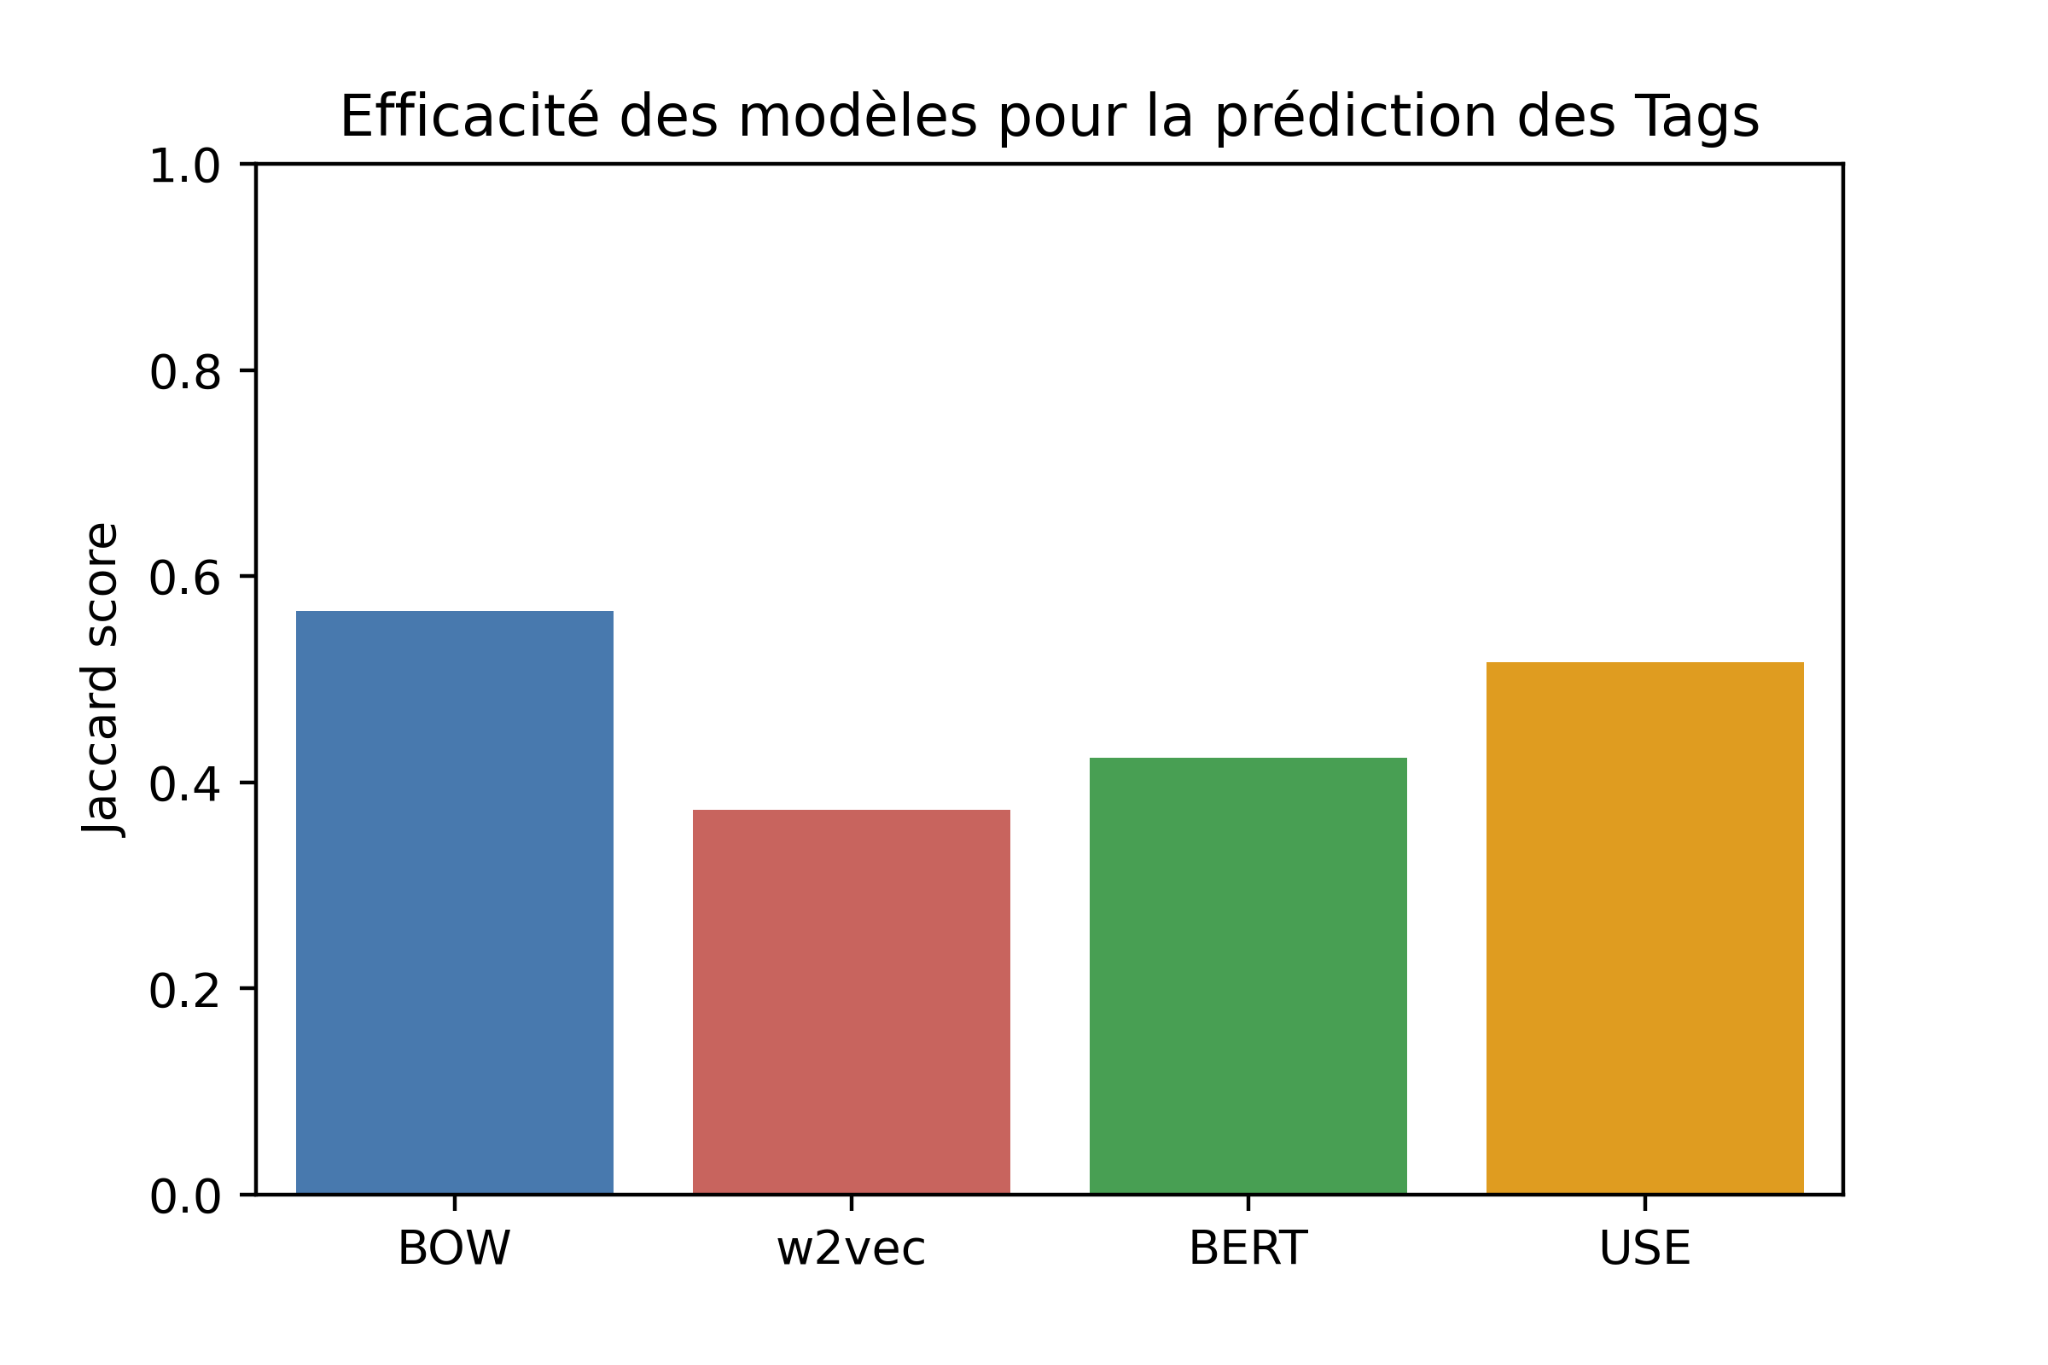 Efficacité des modèles pour la prédiction des Tags
1.0
0.8
0.6
0.4
0.2
0.0
Jaccard score
BOW w2vec BERT USE